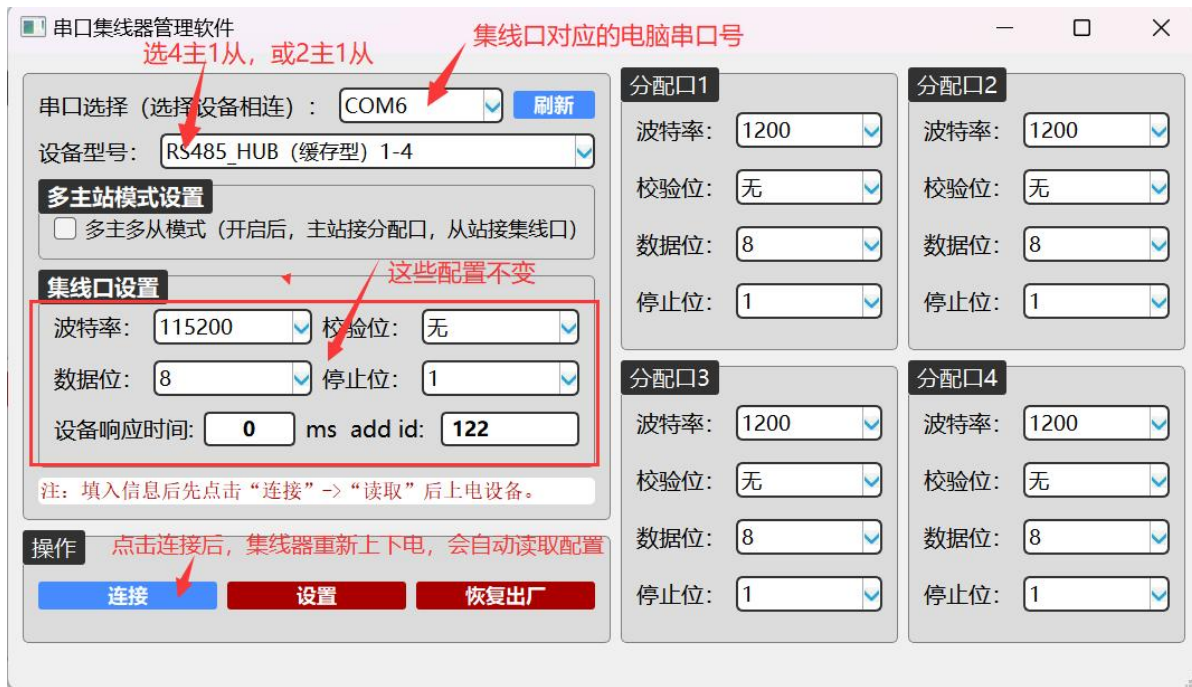 串口集线器管理软件
集线口对应的电脑串口号
选4主1从，或2主1从
串口选择（选择设备相连）： COM6 刷新
设备型号： RS485_HUB（缓存型）1-4
多主站模式设置
多主多从模式（开启后，主站接分配口，从站接集线口）
这些配置不变
集线口设置
波特率： 115200 校验位： 无
数据位： 8 停止位： 1
设备响应时间: 0 ms add id: 122
注：填入信息后先点击“连接”->“读取”后上电设备。
操作
点击连接后，集线器重新上下电，会自动读取配置
连接 设置 恢复出厂
分配口1
波特率： 1200
校验位： 无
数据位： 8
停止位： 1
分配口2
波特率： 1200
校验位： 无
数据位： 8
停止位： 1
分配口3
波特率： 1200
校验位： 无
数据位： 8
停止位： 1
分配口4
波特率： 1200
校验位： 无
数据位： 8
停止位： 1